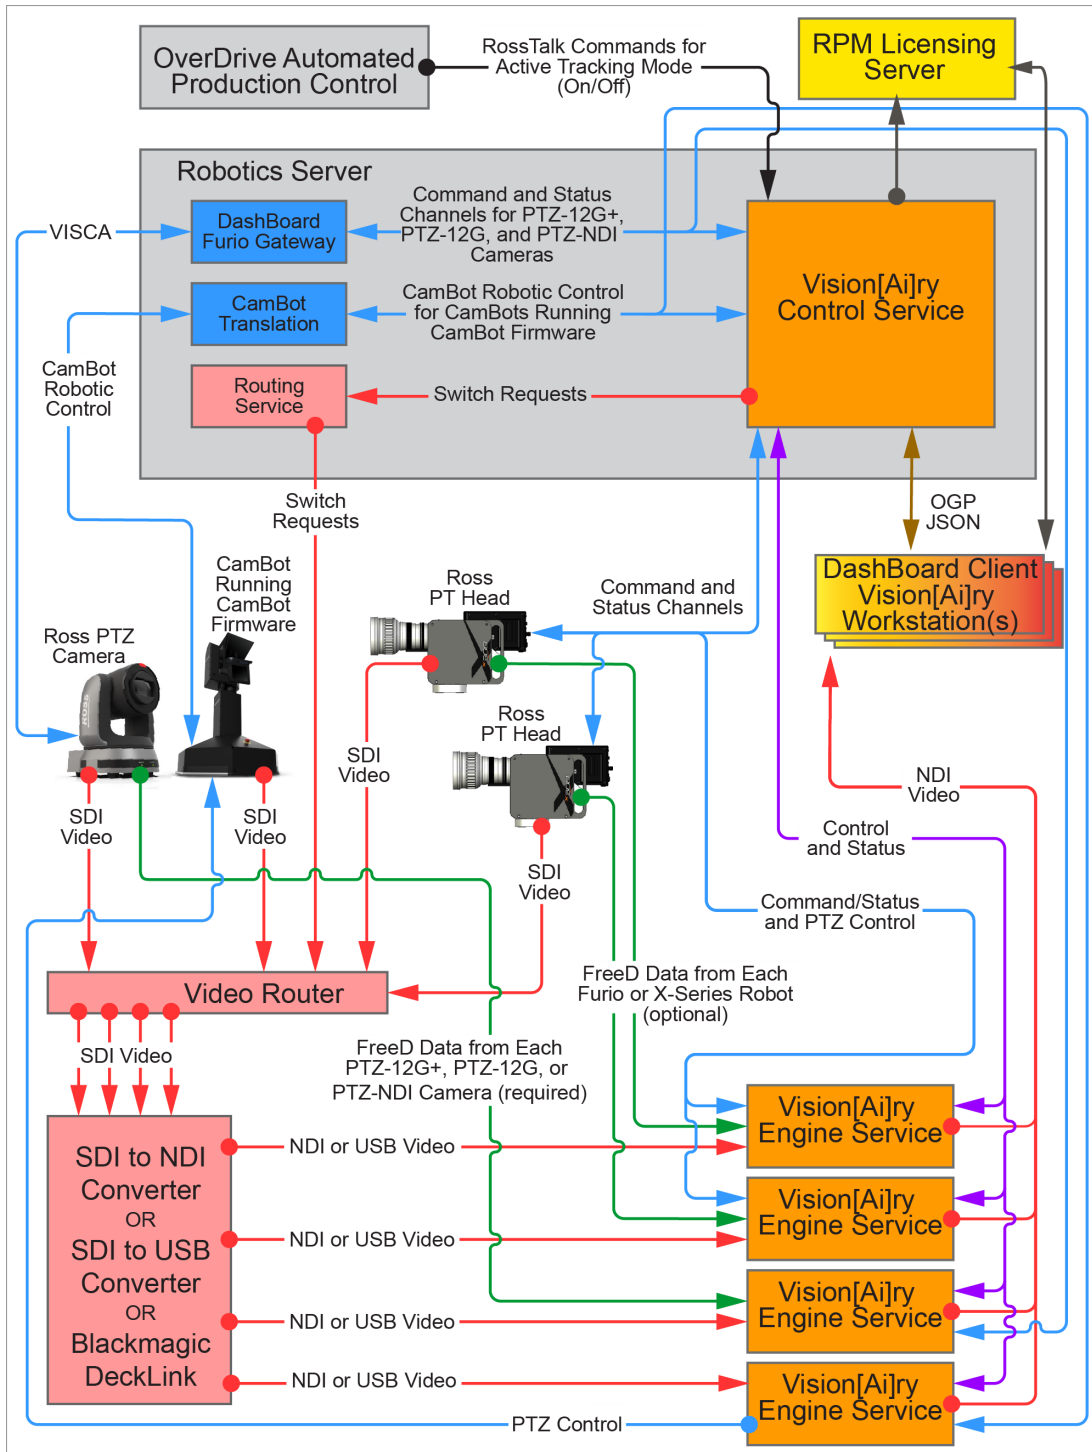 OverDrive Automated
Production Control
RossTalk Commands for
Active Tracking Mode
(On/Off)
RPM Licensing
Server
Robotics Server
VISCA
DashBoard
Furio Gateway
Command and Status
Channels for PTZ-12G+,
PTZ-12G, and PTZ-NDI
Cameras
Vision[Ai]ry
Control Service
CamBot
Translation
CamBot Robotic Control
for CamBots Running
CamBot Firmware
CamBot
Robotic
Control
Routing
Service
Switch Requests
Switch
Requests
OGP
JSON
DashBoard Client
Vision[Ai]ry
Workstation(s)
CamBot
Running
CamBot
Firmware
Ross
PT Head
Command and
Status Channels
Ross PTZ
Camera
ROSS
Ross
PT Head
SDI
Video
NDI
Video
SDI
Video
SDI
Video
Control
and Status
SDI
Video
Command/Status
and PTZ Control
FreeD Data from Each
Furio or X-Series Robot
(optional)
Video Router
SDI Video
FreeD Data from Each
PTZ-12G+, PTZ-12G, or
PTZ-NDI Camera (required)
Vision[Ai]ry
Engine Service
SDI to NDI
Converter
OR
SDI to USB
Converter
OR
Blackmagic
DeckLink
NDI or USB Video
Vision[Ai]ry
Engine Service
NDI or USB Video
Vision[Ai]ry
Engine Service
NDI or USB Video
Vision[Ai]ry
Engine Service
NDI or USB Video
PTZ Control